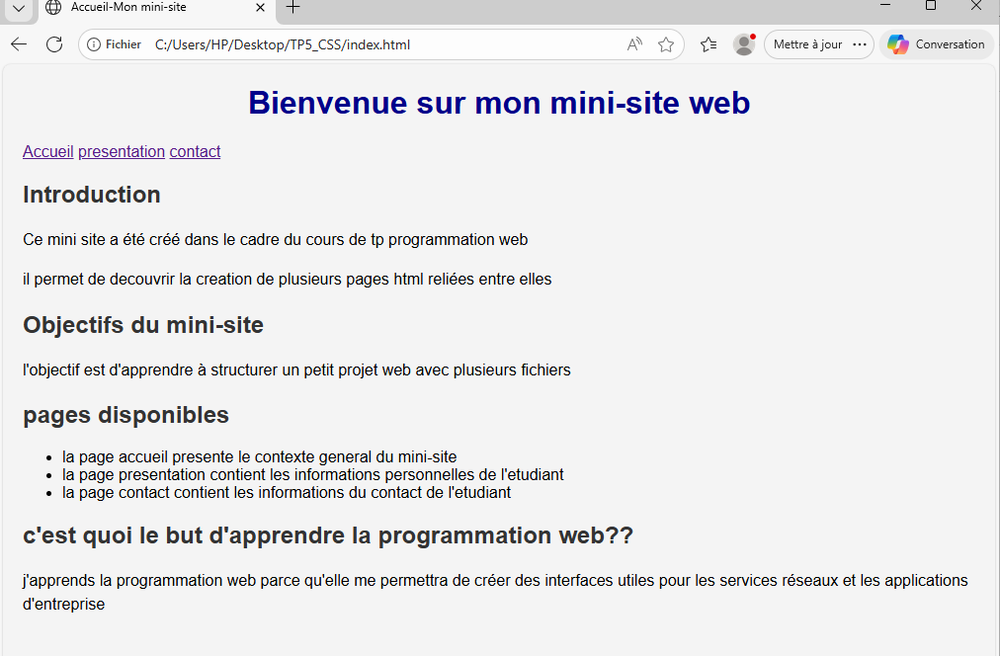 Accueil-Mon mini-site
Fichier C:/Users/HP/Desktop/TP5_CSS/index.html
Mettre à jour
Conversation
Bienvenue sur mon mini-site web
Accueil presentation contact
Introduction
Ce mini site a été créé dans le cadre du cours de tp programmation web
il permet de decouvrir la creation de plusieurs pages html reliées entre elles
Objectifs du mini-site
l'objectif est d'apprendre à structurer un petit projet web avec plusieurs fichiers
pages disponibles
la page accueil presente le contexte general du mini-site
la page presentation contient les informations personnelles de l'etudiant
la page contact contient les informations du contact de l'etudiant
c'est quoi le but d'apprendre la programmation web??
j'apprends la programmation web parce qu'elle me permettra de créer des interfaces utiles pour les services réseaux et les applications
d'entreprise